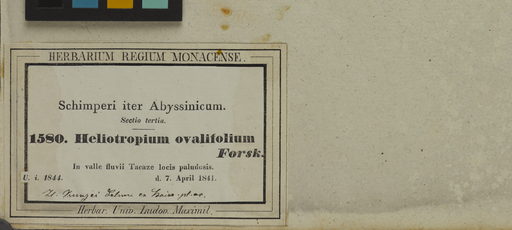 HERBARIUM REGIUM MONACENSE.
Schimperi iter Abyssinicum.
Sectio tertia.
1580. Heliotropium ovalifolium
Forsk.
In valle fluvii Tacaze locis paludosis.
U. i. 1844. d. 7. April 1841.
Herbar. Univ. Ludov. Maximil.